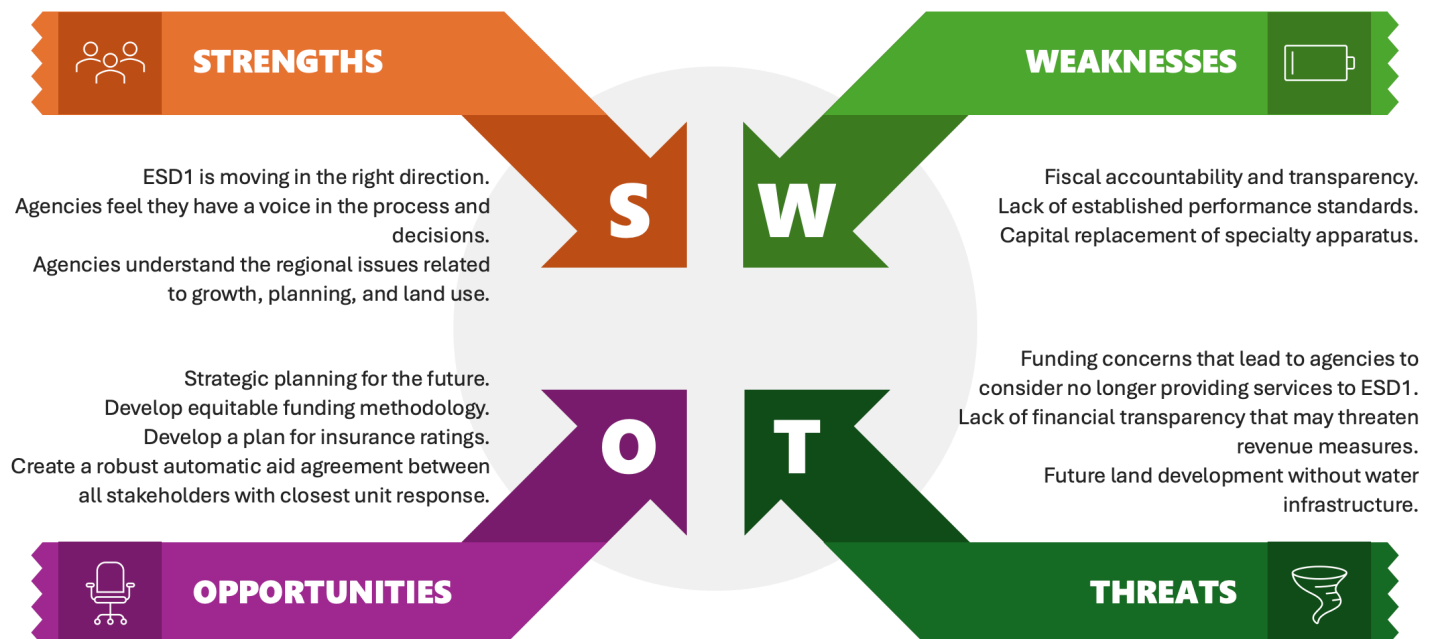 STRENGTHS
ESD1 is moving in the right direction.
Agencies feel they have a voice in the process and
decisions.
Agencies understand the regional issues related
to growth, planning, and land use.
S
WEAKNESSES
Fiscal accountability and transparency.
Lack of established performance standards.
Capital replacement of specialty apparatus.
W
Strategic planning for the future.
Develop equitable funding methodology.
Develop a plan for insurance ratings.
Create a robust automatic aid agreement between
all stakeholders with closest unit response.
O
OPPORTUNITIES
Funding concerns that lead to agencies to
consider no longer providing services to ESD1.
Lack of financial transparency that may threaten
revenue measures.
Future land development without water
infrastructure.
T
THREATS